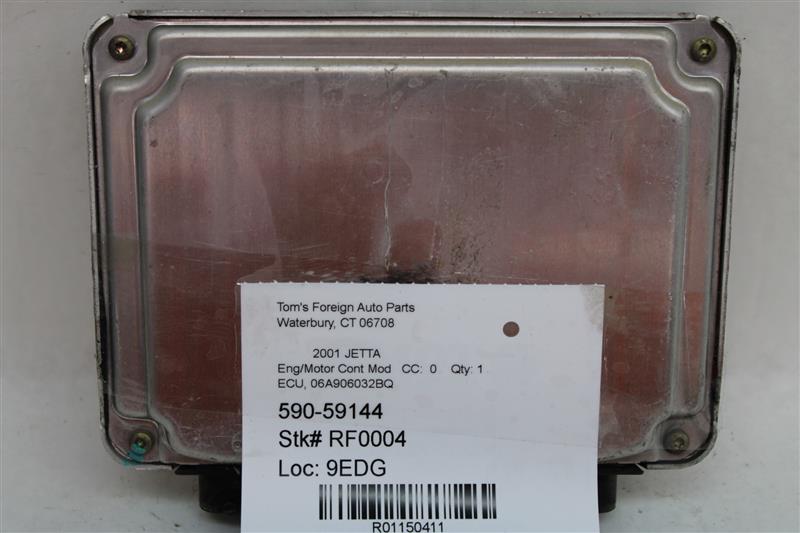 Tom's Foreign Auto Parts
Waterbury, CT 06708
2001 JETTA
Eng/Motor Cont Mod CC: 0 Qty: 1
ECU, 06A906032BQ
590-59144
Stk# RF0004
Loc: 9EDG
R01150411